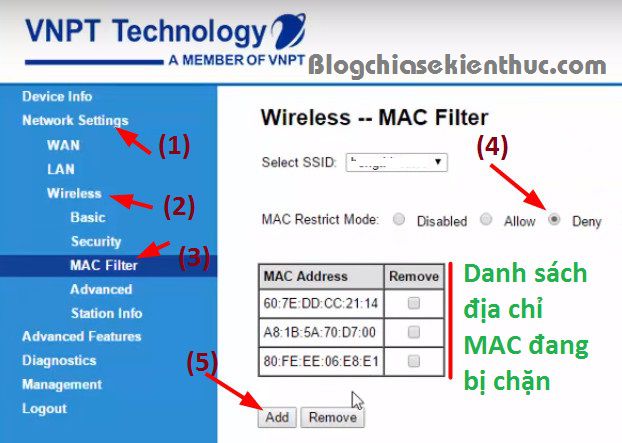 VNPT Technology
A MEMBER OF VNPT
Blogchiasekienthuc.com
Device Info
Network Settings
(1)
WAN
LAN
Wireless
(2)
Basic
Security
MAC Filter
(3)
Advanced
Station Info
Advanced Features
Diagnostics
Management
Logout
Wireless -- MAC Filter
(4)
Select SSID:
MAC Restrict Mode: Disabled Allow Deny
MAC Address Remove
60:7E:DD:CC:21:14
A8:1B:5A:70:D7:00
80:FE:EE:06:E8:E1
Danh sách
địa chỉ
MAC đang
bị chặn
(5)
Add Remove